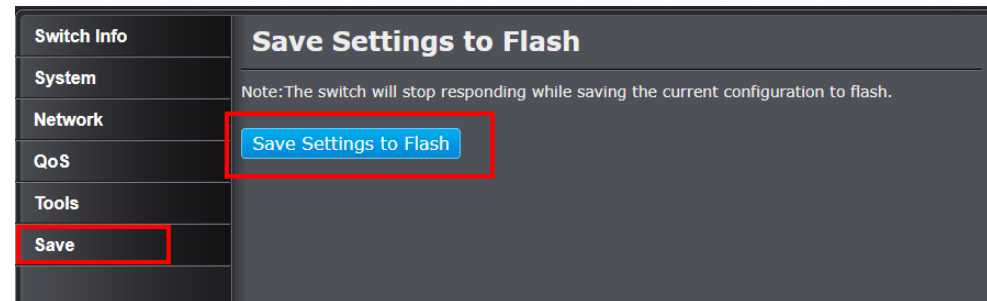 Switch Info
System
Network
QoS
Tools
Save
Save Settings to Flash
Note:The switch will stop responding while saving the current configuration to flash.
Save Settings to Flash